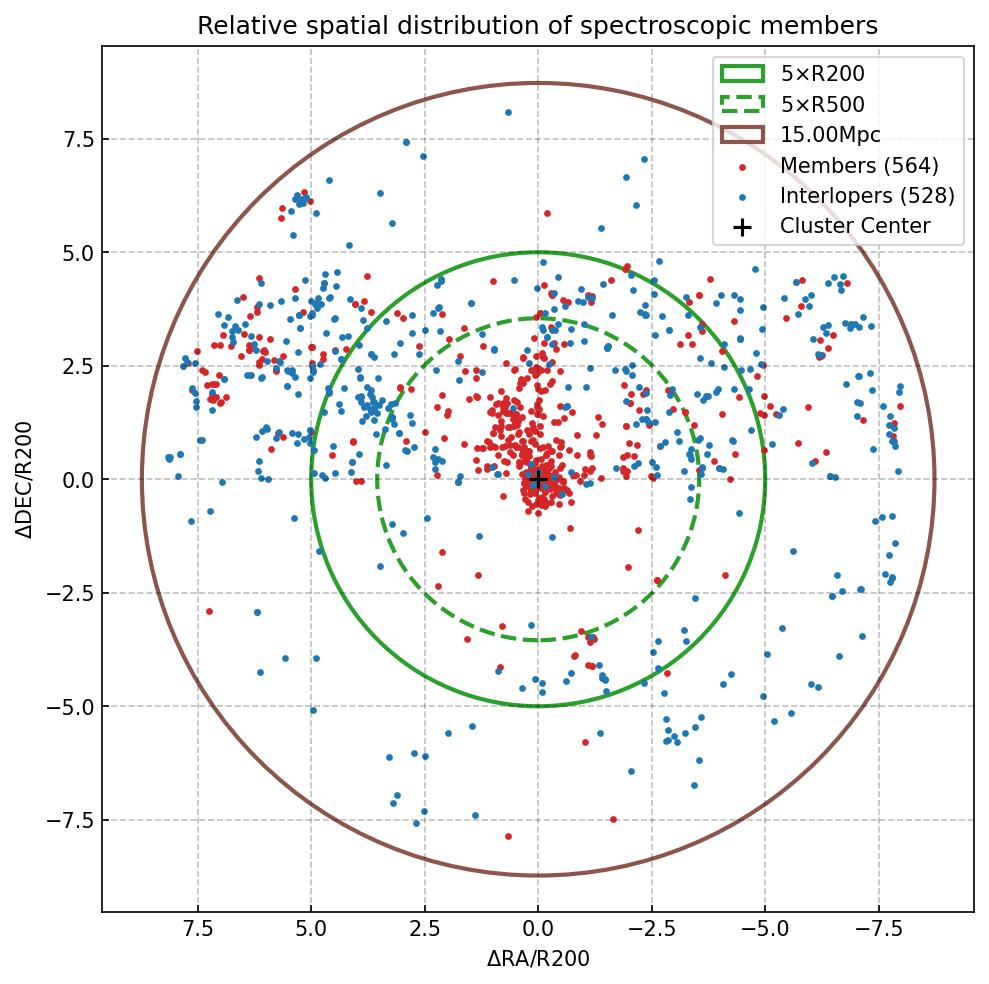 Relative spatial distribution of spectroscopic members
5×R200
5×R500
15.00Mpc
Members (564)
Interlopers (528)
Cluster Center
ΔDEC/R200
7.5
5.0
2.5
0.0
−2.5
−5.0
−7.5
7.5 5.0 2.5 0.0 −2.5 −5.0 −7.5
ΔRA/R200